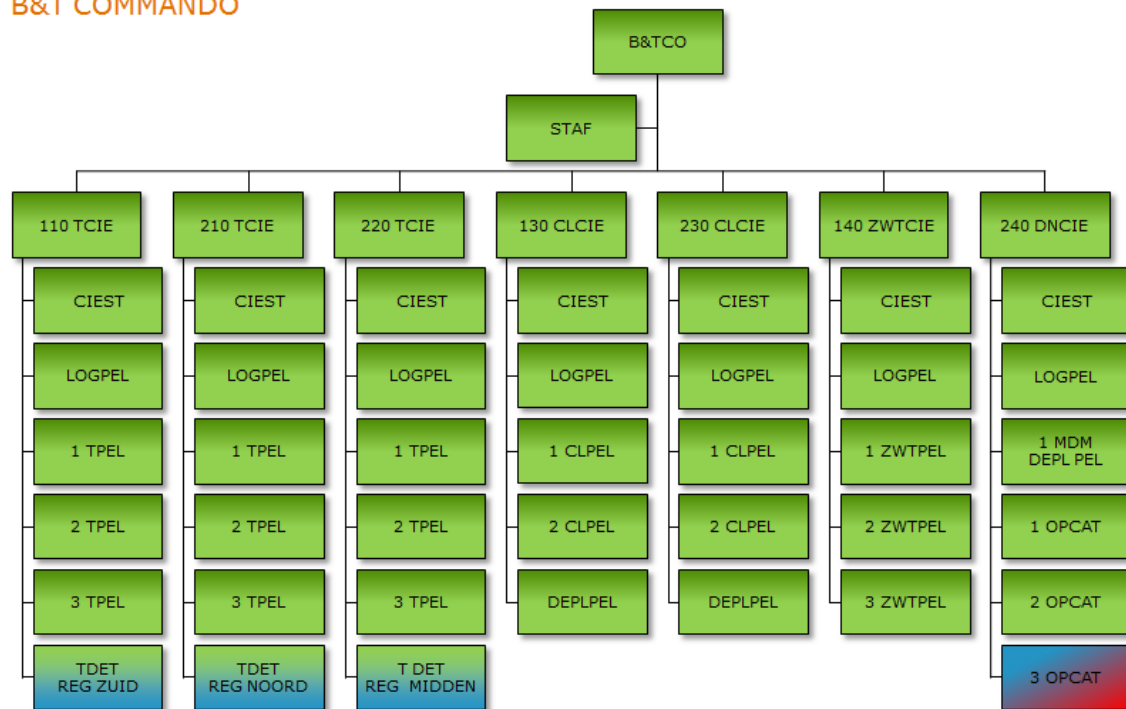 B&T COMMANDO
B&TCO
STAF
110 TCIE
210 TCIE
220 TCIE
130 CLCIE
230 CLCIE
140 ZWTCIE
240 DNCIE
CIEST
CIEST
CIEST
CIEST
CIEST
CIEST
CIEST
LOGPEL
LOGPEL
LOGPEL
LOGPEL
LOGPEL
LOGPEL
LOGPEL
1 TPEL
1 TPEL
1 TPEL
1 CLPEL
1 CLPEL
1 ZWTPEL
1 MDM
DEPL PEL
2 TPEL
2 TPEL
2 TPEL
2 CLPEL
2 CLPEL
2 ZWTPEL
1 OPCAT
3 TPEL
3 TPEL
3 TPEL
DEPLPEL
DEPLPEL
3 ZWTPEL
2 OPCAT
TDET
REG ZUID
TDET
REG NOORD
T DET
REG MIDDEN
3 OPCAT